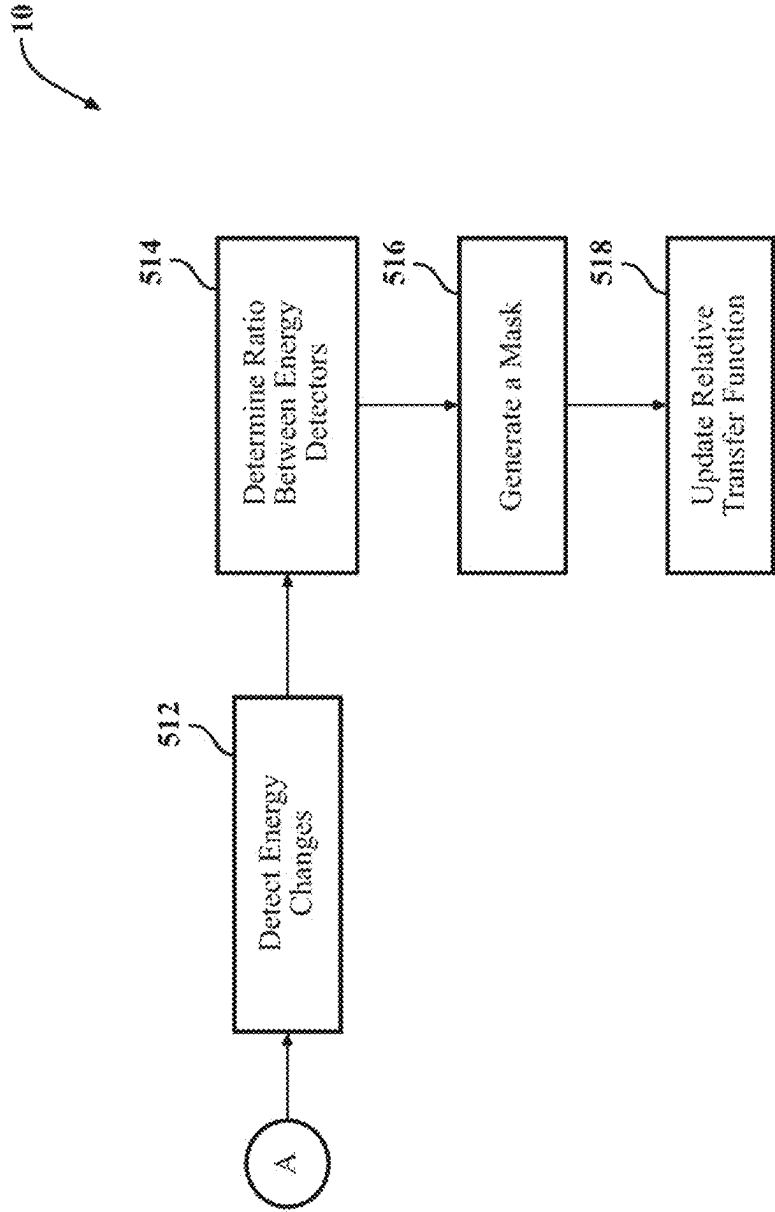 10
A
512
Detect Energy
Changes
514
Determine Ratio
Between Energy
Detectors
516
Generate a Mask
518
Update Relative
Transfer Function